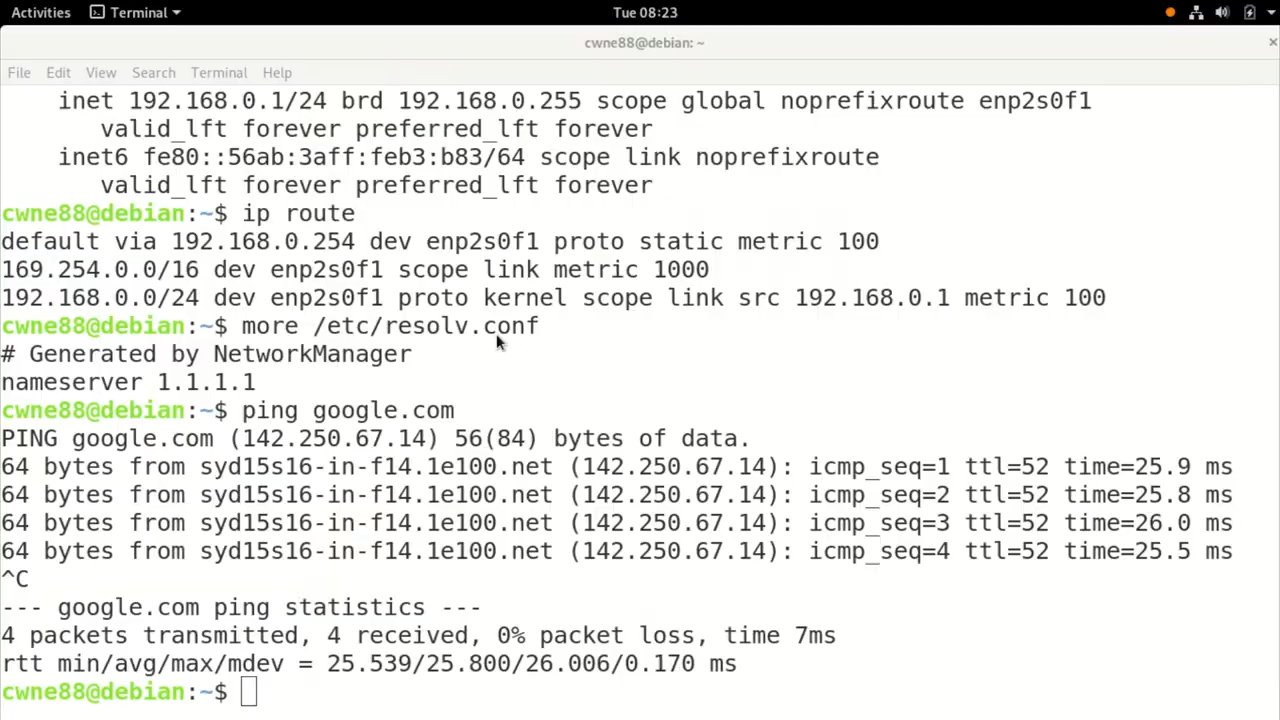 Activities Terminal Tue 08:23
cwne88@debian: ~ ×
File Edit View Search Terminal Help
inet 192.168.0.1/24 brd 192.168.0.255 scope global noprefixroute enp2s0f1
valid_lft forever preferred_lft forever
inet6 fe80::56ab:3aff:feb3:b83/64 scope link noprefixroute
valid_lft forever preferred_lft forever
cwne88@debian:~$ ip route
default via 192.168.0.254 dev enp2s0f1 proto static metric 100
169.254.0.0/16 dev enp2s0f1 scope link metric 1000
192.168.0.0/24 dev enp2s0f1 proto kernel scope link src 192.168.0.1 metric 100
cwne88@debian:~$ more /etc/resolv.conf
# Generated by NetworkManager
nameserver 1.1.1.1
cwne88@debian:~$ ping google.com
PING google.com (142.250.67.14) 56(84) bytes of data.
64 bytes from syd15s16-in-f14.1e100.net (142.250.67.14): icmp_seq=1 ttl=52 time=25.9 ms
64 bytes from syd15s16-in-f14.1e100.net (142.250.67.14): icmp_seq=2 ttl=52 time=25.8 ms
64 bytes from syd15s16-in-f14.1e100.net (142.250.67.14): icmp_seq=3 ttl=52 time=26.0 ms
64 bytes from syd15s16-in-f14.1e100.net (142.250.67.14): icmp_seq=4 ttl=52 time=25.5 ms
^C
--- google.com ping statistics ---
4 packets transmitted, 4 received, 0% packet loss, time 7ms
rtt min/avg/max/mdev = 25.539/25.800/26.006/0.170 ms
cwne88@debian:~$